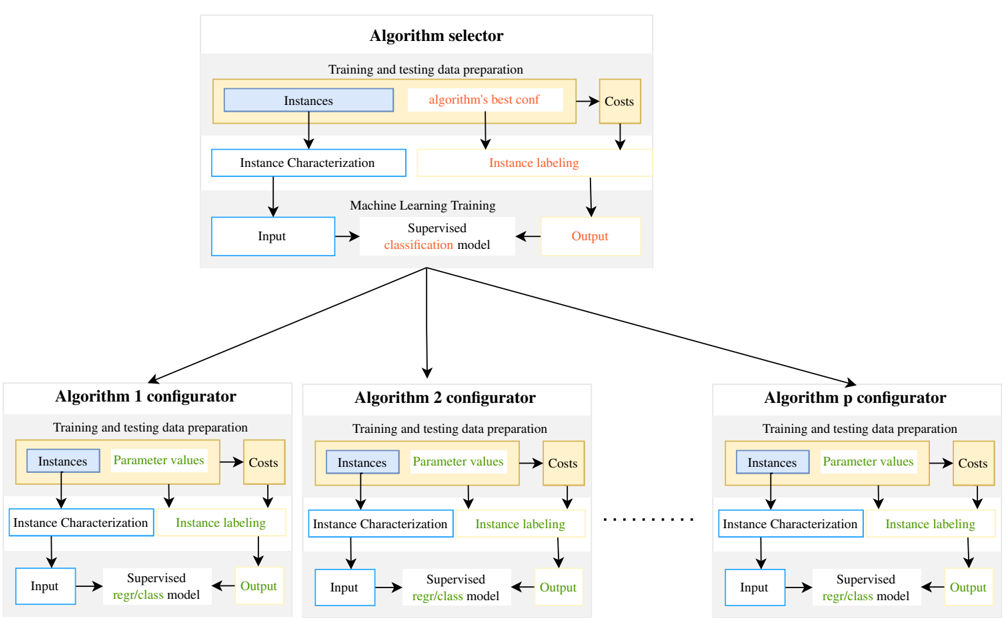 Algorithm selector
Training and testing data preparation
Instances
algorithm's best conf
Costs
Instance Characterization
Instance labeling
Machine Learning Training
Input
Supervised
classification model
Output
Algorithm 1 configurator
Training and testing data preparation
Instances
Parameter values
Costs
Instance Characterization
Instance labeling
Input
Supervised
regr/class model
Output
Algorithm 2 configurator
Training and testing data preparation
Instances
Parameter values
Costs
Instance Characterization
Instance labeling
Input
Supervised
regr/class model
Output
..........
Algorithm p configurator
Training and testing data preparation
Instances
Parameter values
Costs
Instance Characterization
Instance labeling
Input
Supervised
regr/class model
Output